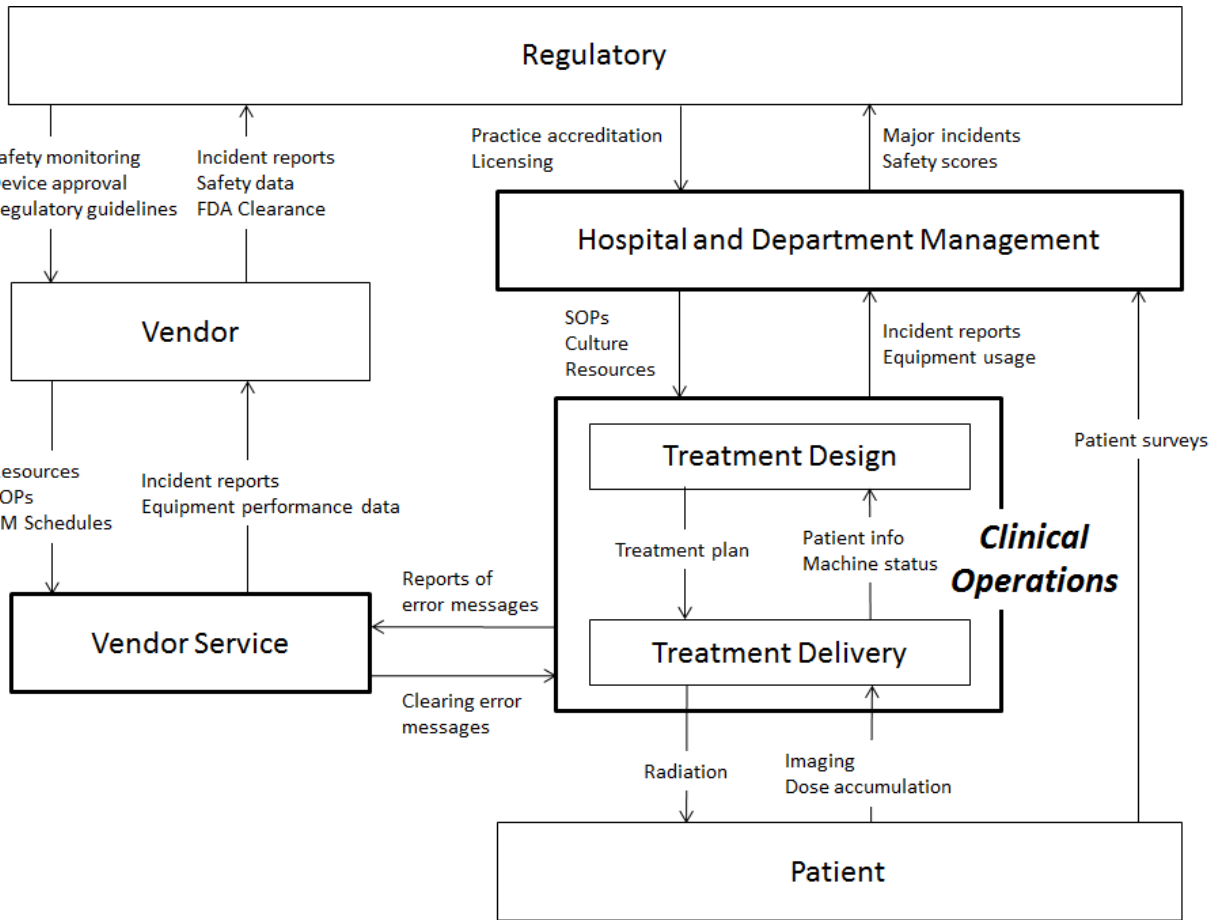 Regulatory
afety monitoring
evice approval
egulatory guidelines
Incident reports
Safety data
FDA Clearance
Practice accreditation
Licensing
Major incidents
Safety scores
Hospital and Department Management
Vendor
SOPs
Culture
Resources
Incident reports
Equipment usage
Patient surveys
esources
OPs
M Schedules
Incident reports
Equipment performance data
Treatment Design
Treatment plan
Patient info
Machine status
Clinical
Operations
Reports of
error messages
Vendor Service
Treatment Delivery
Clearing error
messages
Radiation
Imaging
Dose accumulation
Patient